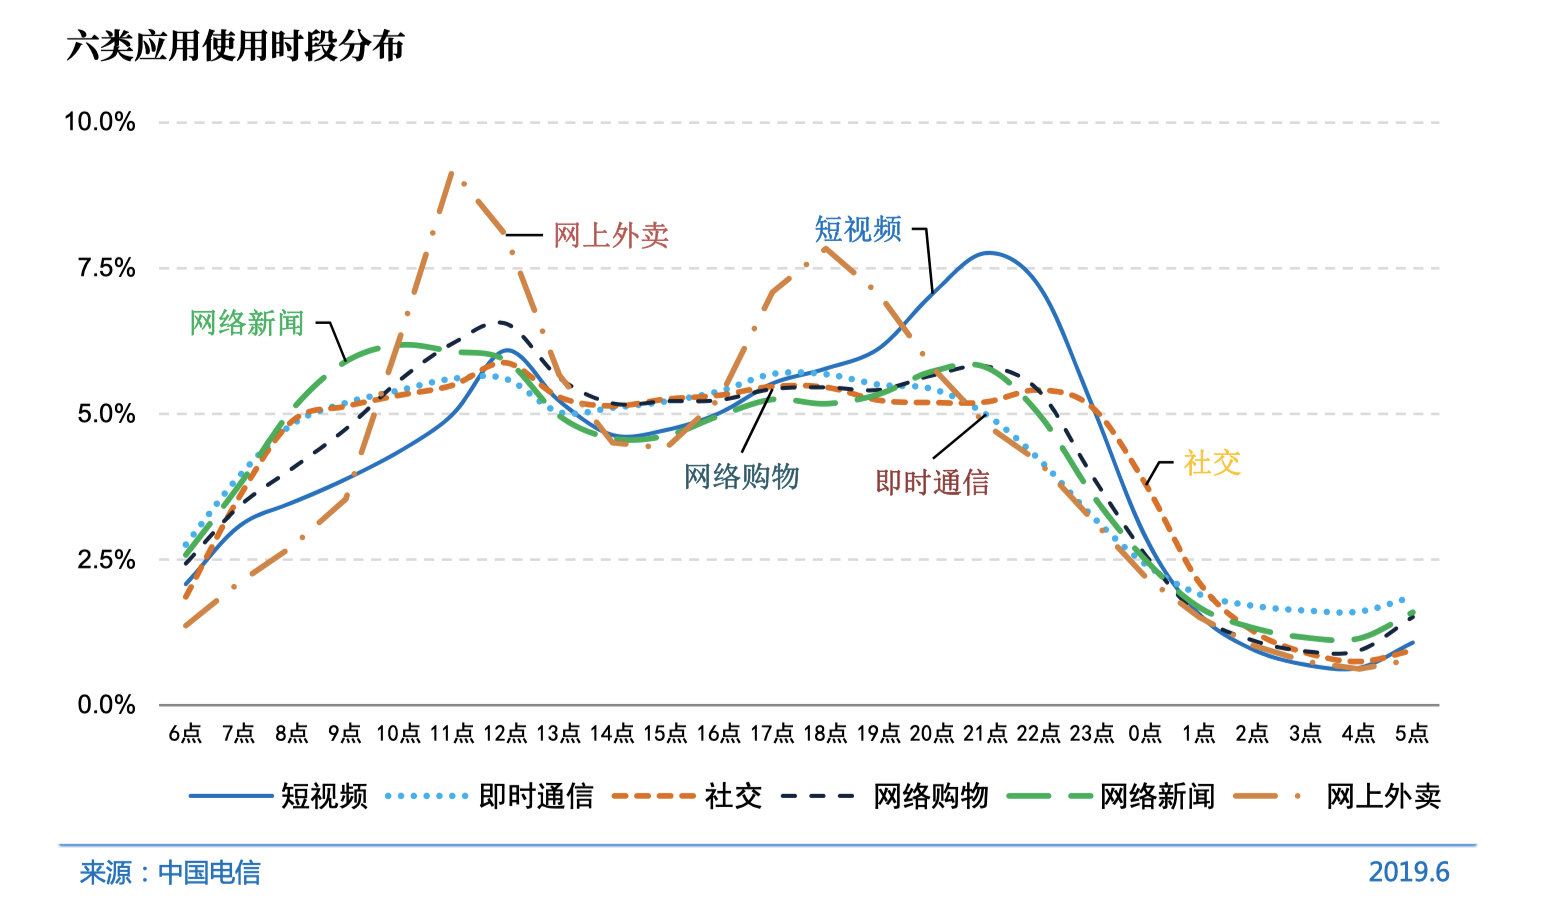 六类应用使用时段分布
10.0%
7.5%
5.0%
2.5%
0.0%
网上外卖
短视频
网络新闻
网络购物
即时通信
社交
6点 7点 8点 9点 10点 11点 12点 13点 14点 15点 16点 17点 18点 19点 20点 21点 22点 23点 0点 1点 2点 3点 4点 5点
短视频 即时通信 社交 网络购物 网络新闻 网上外卖
来源：中国电信 2019.6